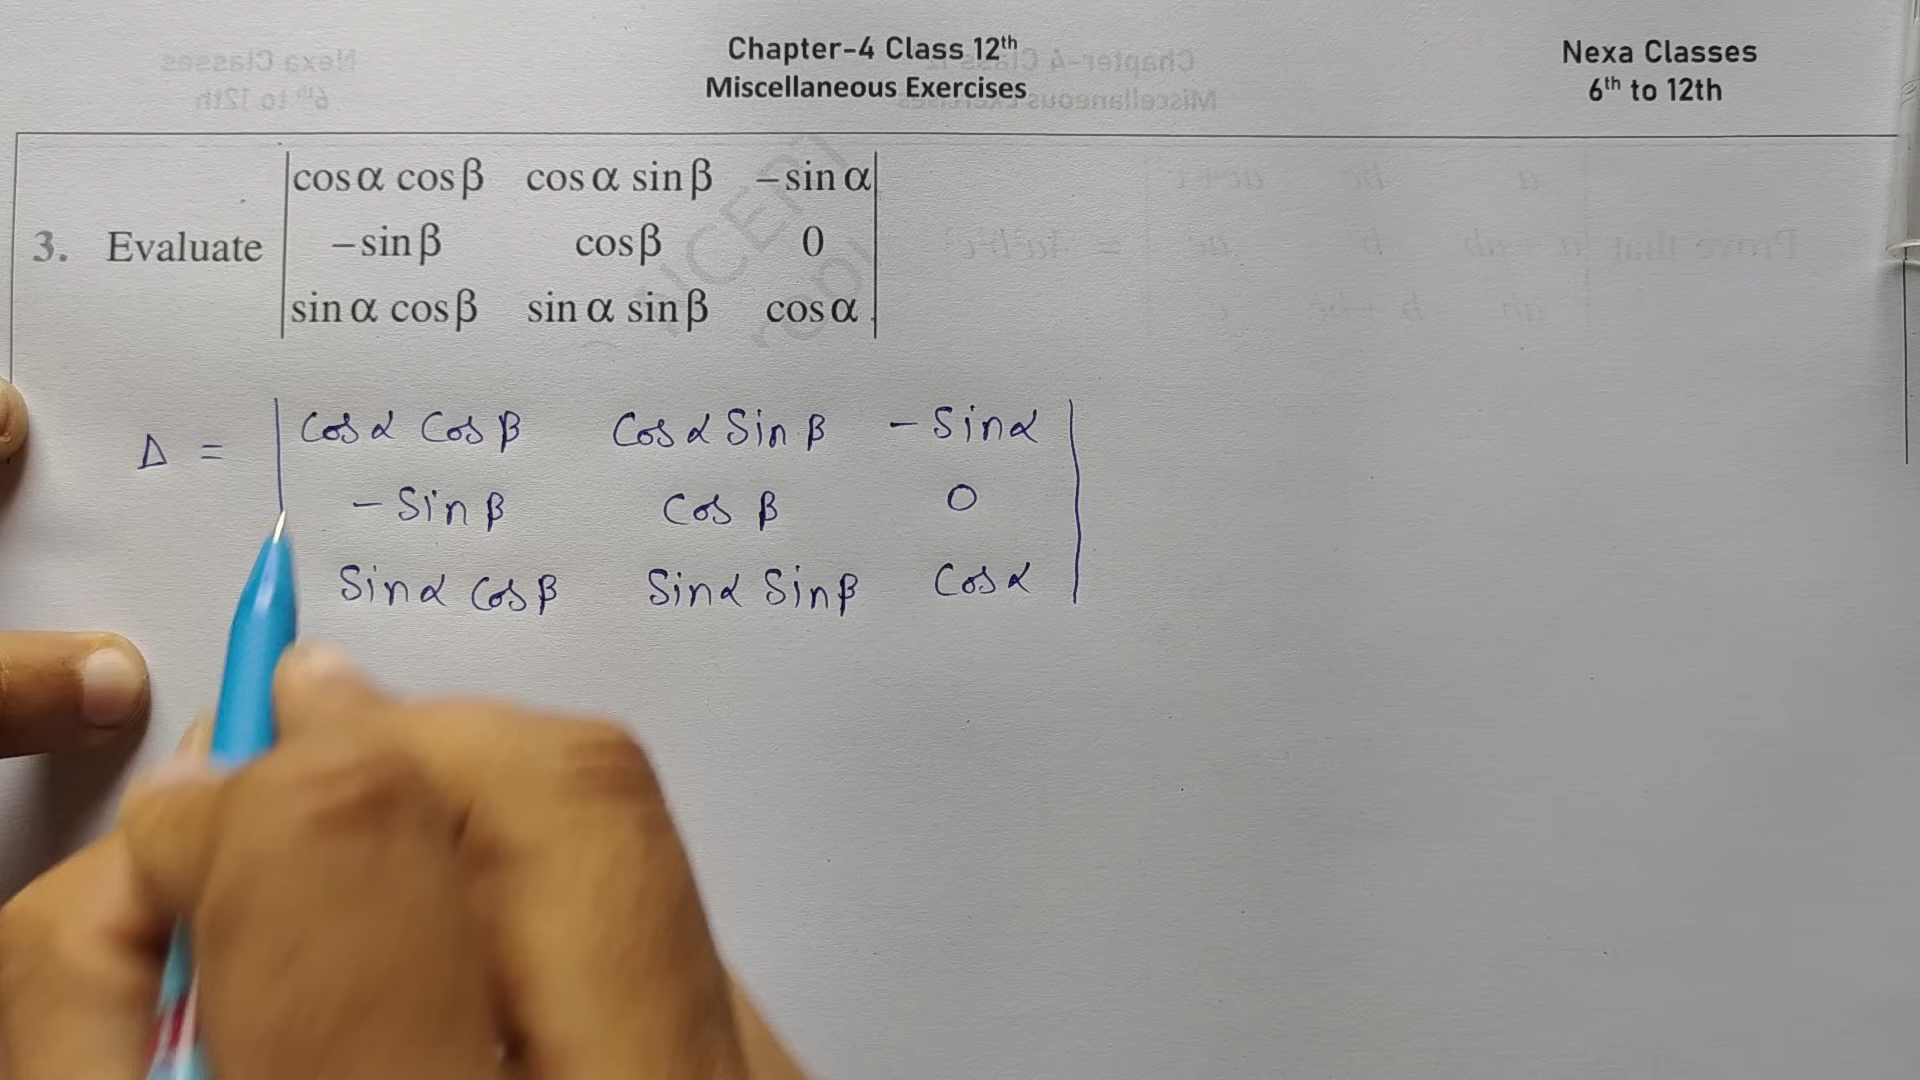 Chapter-4 Class 12th
Miscellaneous Exercises
Nexa Classes
6th to 12th
3. Evaluate
cos α cos β cos α sin β −sin α
−sin β cos β 0
sin α cos β sin α sin β cos α
Δ =
Cos α Cos β Cos α Sin β − Sin α
− Sin β Cos β 0
Sin α Cos β Sin α Sin β Cos α